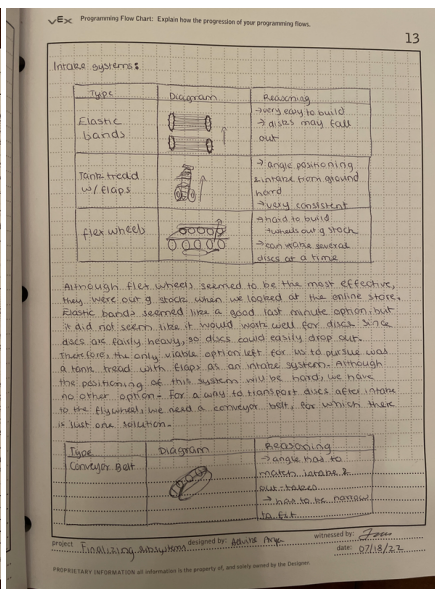 VEX Programming Flow Chart: Explain how the progression of your programming flows.
13
Intake systems:
Type Diagram Reasoning
Elastic bands
→very easy to build
→ discs may fall out
Tank tread w/ flaps
→ angle positioning & intake from ground hard
→ very consistent
flex wheels
→hard to build
→wheels out of stock
→can intake several discs at a time
Although flex wheels seemed to be the most effective,
they were out of stock when we looked at the online store.
Elastic bands seemed like a good last minute option, but
it did not seem like it would work well for discs since
discs are fairly heavy, so discs could easily drop out.
Therefore, the only viable option left for us to pursue was
a tank tread with flaps as an intake system. Although
the positioning of this system will be hard, we have
no other option. For a way to transport discs after intake
to the flywheel, we need a conveyor belt, for which there
is just one solution.
Type Diagram Reasoning
Conveyor Belt
→ angle has to
match intake &
out-takes
→ has to be narrow
to fit
project Finalizing subsystem designed by: witnessed by:
date: 07/18/22
PROPRIETARY INFORMATION all information is the property of, and solely owned by the Designer.